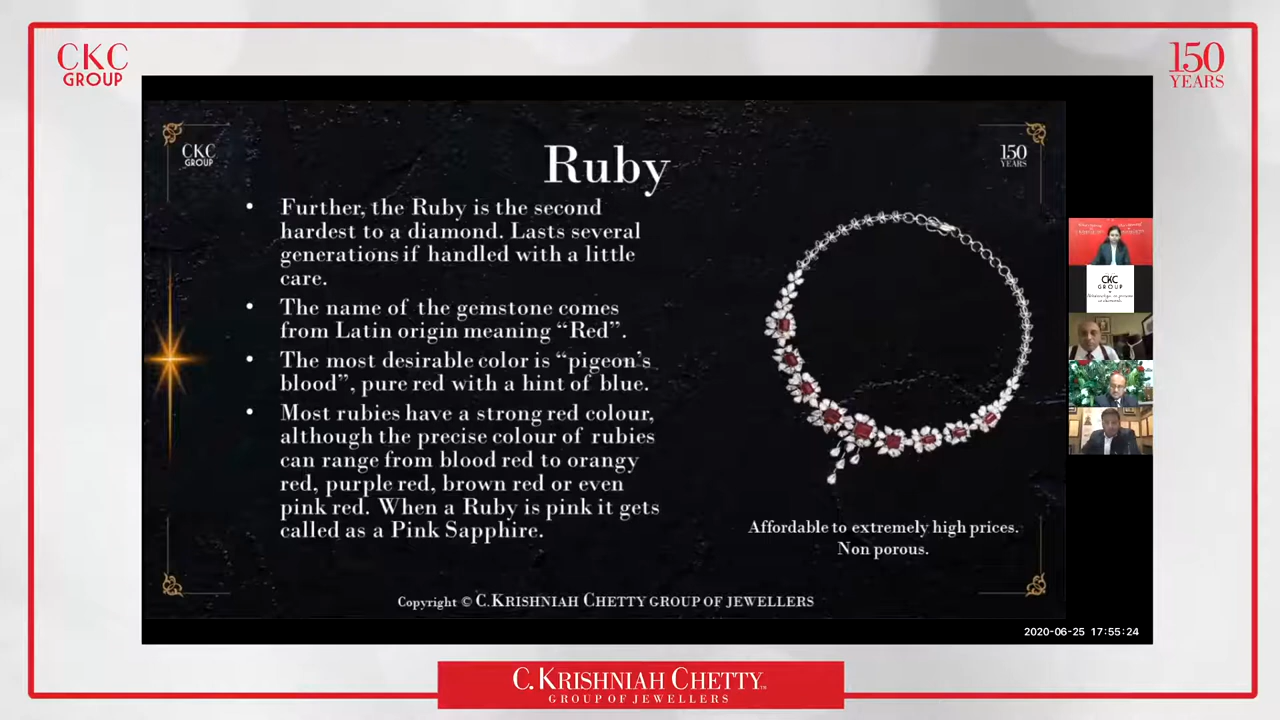 CKC
GROUP
150
YEARS
CKC
GROUP
150
YEARS
Ruby
• Further, the Ruby is the second
hardest to a diamond. Lasts several
generations if handled with a little
care.
• The name of the gemstone comes
from Latin origin meaning “Red”.
• The most desirable color is “pigeon’s
blood”, pure red with a hint of blue.
• Most rubies have a strong red colour,
although the precise colour of rubies
can range from blood red to orangy
red, purple red, brown red or even
pink red. When a Ruby is pink it gets
called as a Pink Sapphire.
Affordable to extremely high prices.
Non porous.
CKC
GROUP
Copyright © C.KRISHNIAH CHETTY GROUP OF JEWELLERS
2020-06-25 17:55:24
C. KRISHNIAH CHETTY™
GROUP OF JEWELLERS